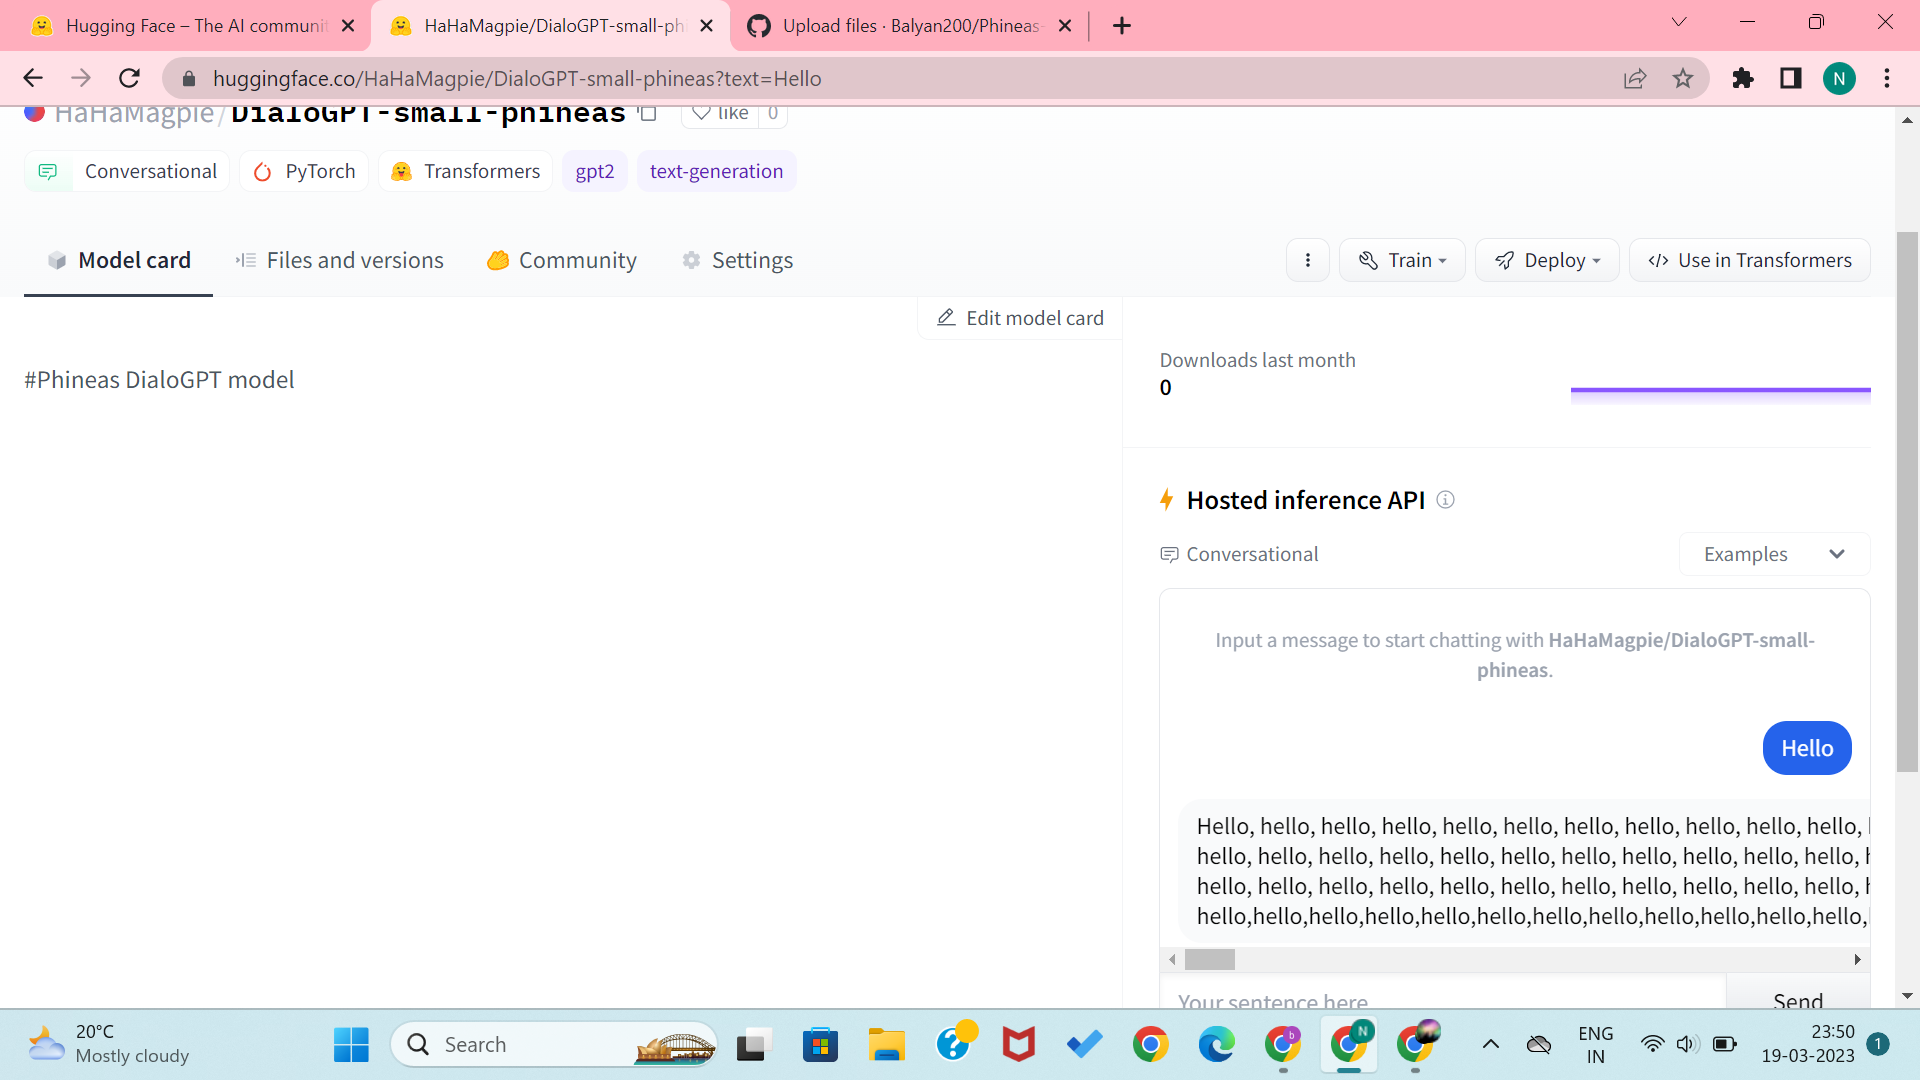 Hugging Face – The AI communit
HaHaMagpie/DialoGPT-small-phi
Upload files · Balyan200/Phineas-
huggingface.co/HaHaMagpie/DialoGPT-small-phineas?text=Hello
N
HaHaMagpie/DialoGPT-small-phineas
like 0
Conversational
PyTorch
Transformers
gpt2
text-generation
Model card
Files and versions
Community
Settings
Train
Deploy
</> Use in Transformers
Edit model card
#Phineas DialoGPT model
Downloads last month
0
Hosted inference API
Conversational
Examples
Input a message to start chatting with HaHaMagpie/DialoGPT-small-
phineas.
Hello
Hello, hello, hello, hello, hello, hello, hello, hello, hello, hello, hello,
hello, hello, hello, hello, hello, hello, hello, hello, hello, hello, hello,
hello, hello, hello, hello, hello, hello, hello, hello, hello, hello, hello,
hello,hello,hello,hello,hello,hello,hello,hello,hello,hello,hello,hello,
Your sentence here
Send
20°C
Mostly cloudy
Search
b
N
ENG
IN
23:50
19-03-2023
1